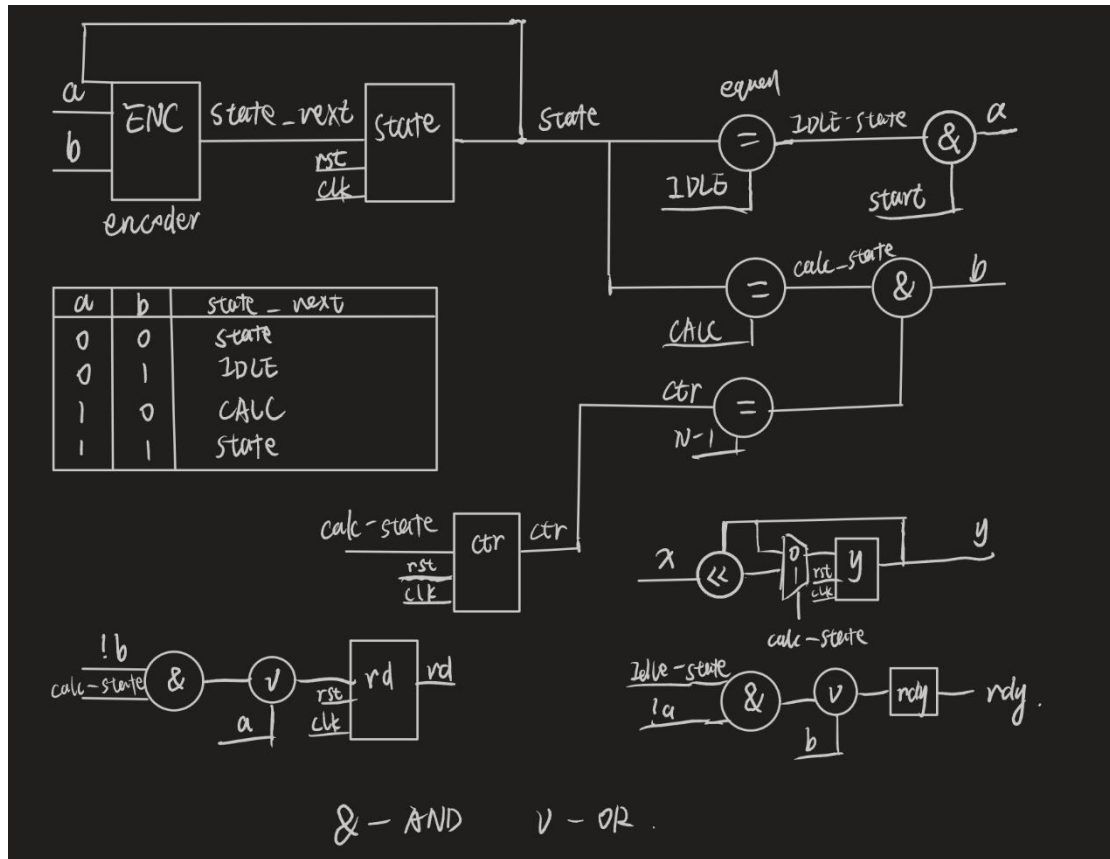 a
b
ENC
encoder
state_next
rst
clk
state
state
equal
=
IDLE
IDLE-state
&
a
start
=
CALC
calc_state
&
b
ctr
=
N-1
a b state_next
0 0 state
0 1 IDLE
1 0 CALC
1 1 state
calc-state
rst
clk
ctr
ctr
x
<<
0
1
calc-state
rst
clk
y
y
!b
calc-state
&
v
a
rst
clk
rd
rd
Idle-state
!a
&
v
b
rdy
rdy.
& - AND v - OR.